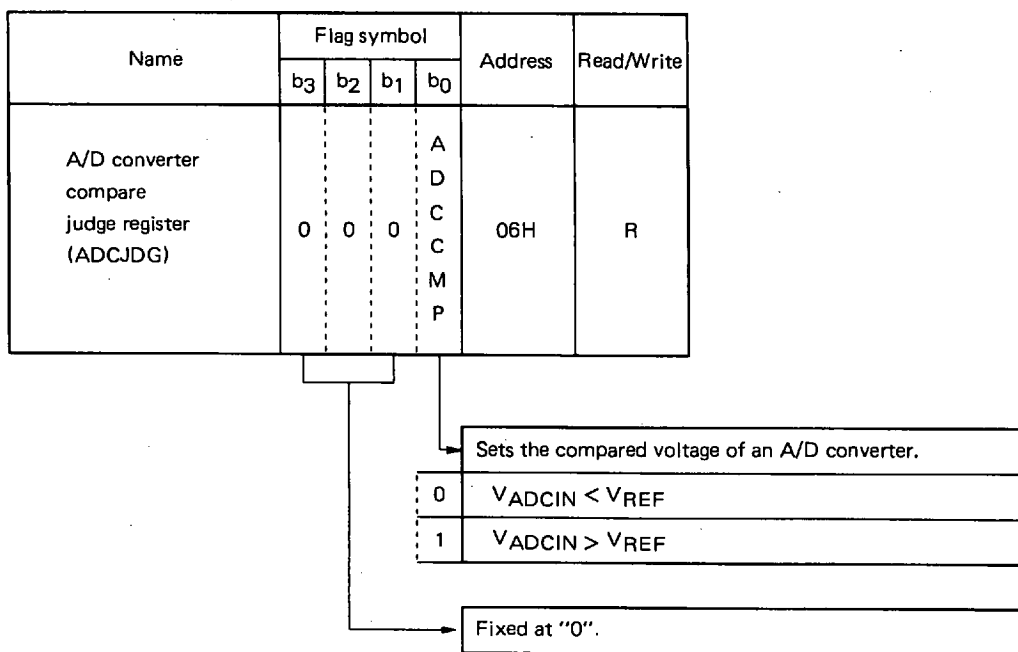 Name
Flag symbol
Address
Read/Write
b3
b2
b1
b0
A/D converter
compare
judge register
(ADCJDG)
0
0
0
A
D
C
C
M
P
06H
R
Sets the compared voltage of an A/D converter.
0 VADCIN < VREF
1 VADCIN > VREF
Fixed at "0".